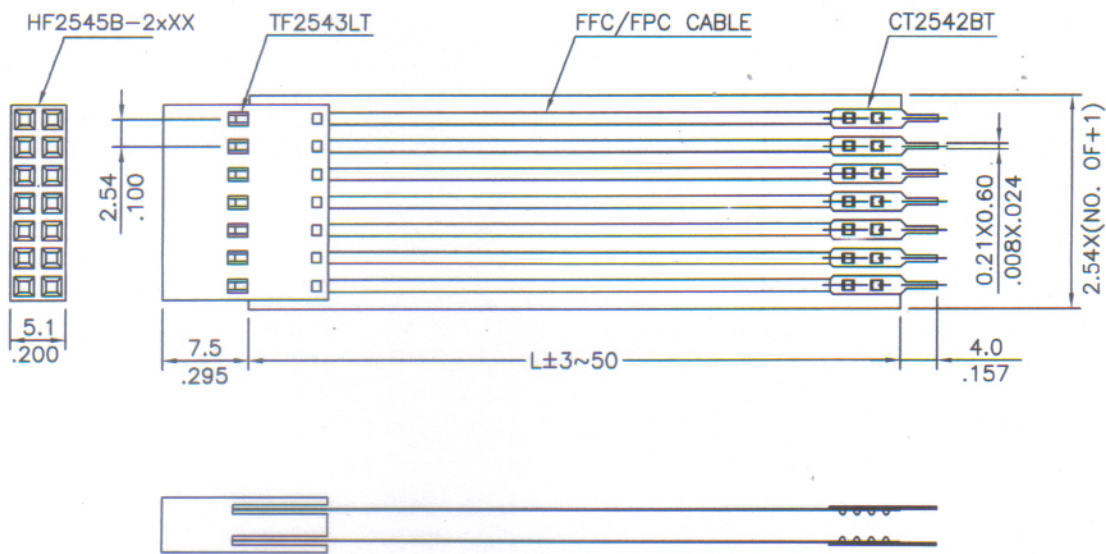 HF2545B-2xXX
TF2543LT
FFC/FPC CABLE
CT2542BT
2.54
.100
0.21X0.60
.008X.024
2.54X(NO. OF+1)
5.1
.200
7.5
.295
L±3~50
4.0
.157